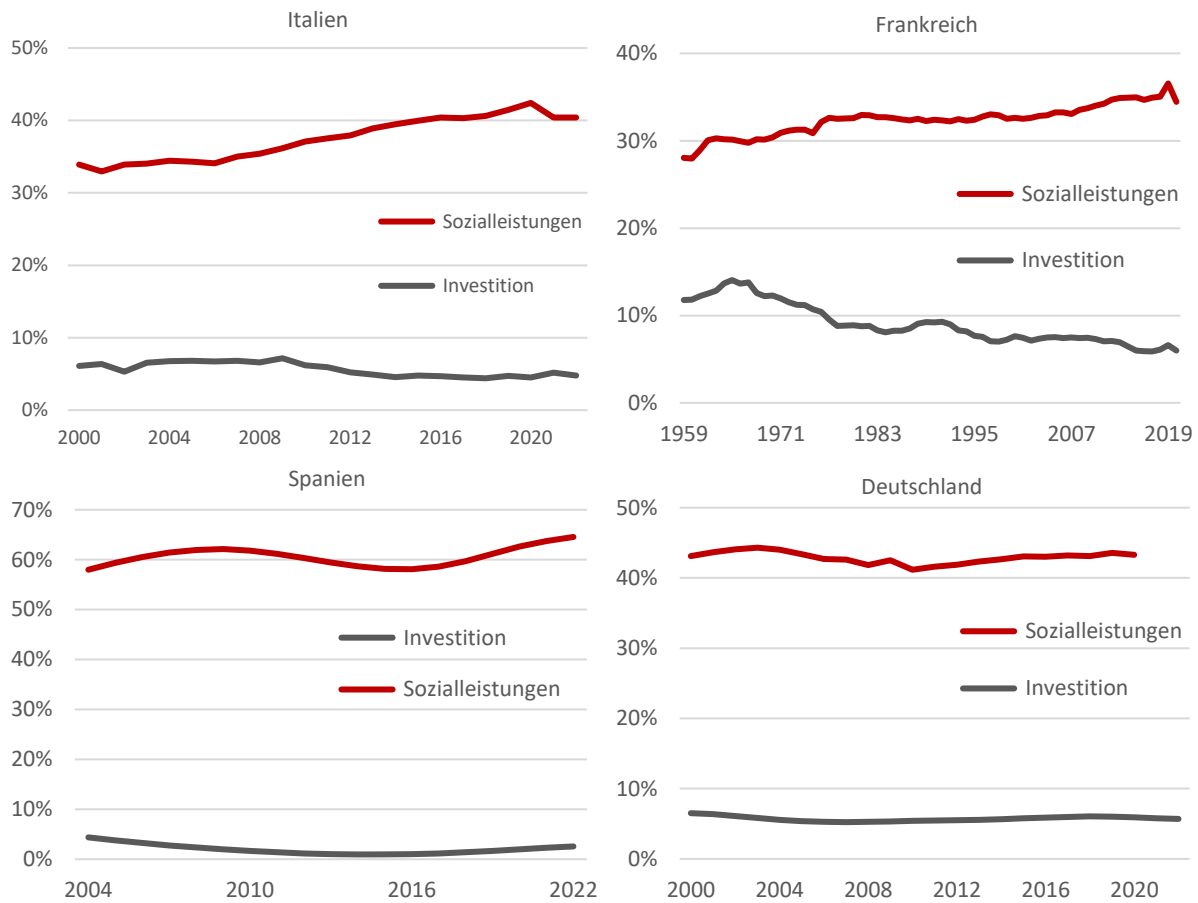 Italien
50%
40%
30%
20%
10%
0%
Sozialleistungen
Investition
2000 2004 2008 2012 2016 2020
Frankreich
40%
30%
20%
10%
0%
Sozialleistungen
Investition
1959 1971 1983 1995 2007 2019
Spanien
70%
60%
50%
40%
30%
20%
10%
0%
Investition
Sozialleistungen
2004 2010 2016 2022
Deutschland
50%
40%
30%
20%
10%
0%
Sozialleistungen
Investition
2000 2004 2008 2012 2016 2020